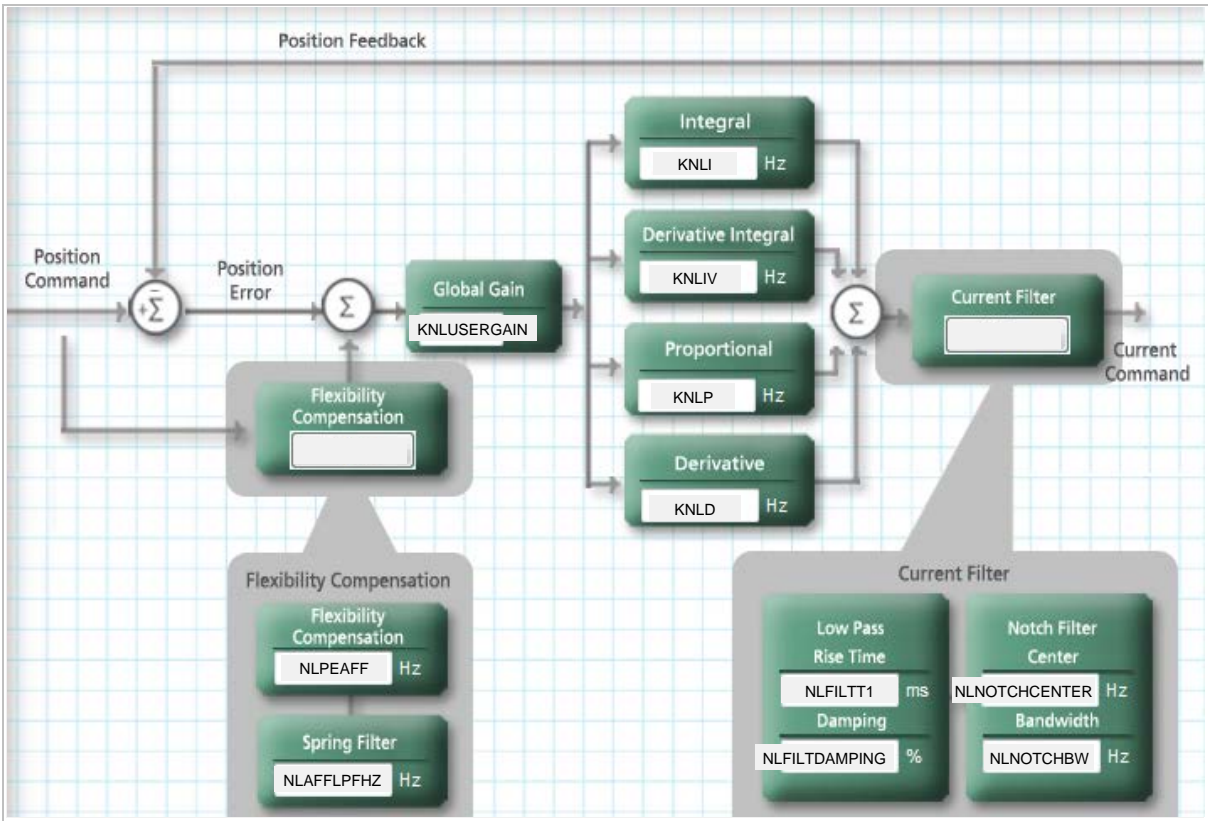 Position Feedback
Integral
KNLI Hz
Derivative Integral
KNLIV Hz
Position
Command
Position
Error
+ - Σ
Σ
Global Gain
KNLUSERGAIN
Proportional
KNLP Hz
Derivative
KNLD Hz
Σ
Current Filter
Current
Command
Flexibility
Compensation
Flexibility Compensation
Flexibility
Compensation
NLPEAFF Hz
Spring Filter
NLAFFLPFHZ Hz
Current Filter
Low Pass
Rise Time
NLFILTT1 ms
Damping
NLFILTDAMPING %
Notch Filter
Center
NLNOTCHCENTER Hz
Bandwidth
NLNOTCHBW Hz